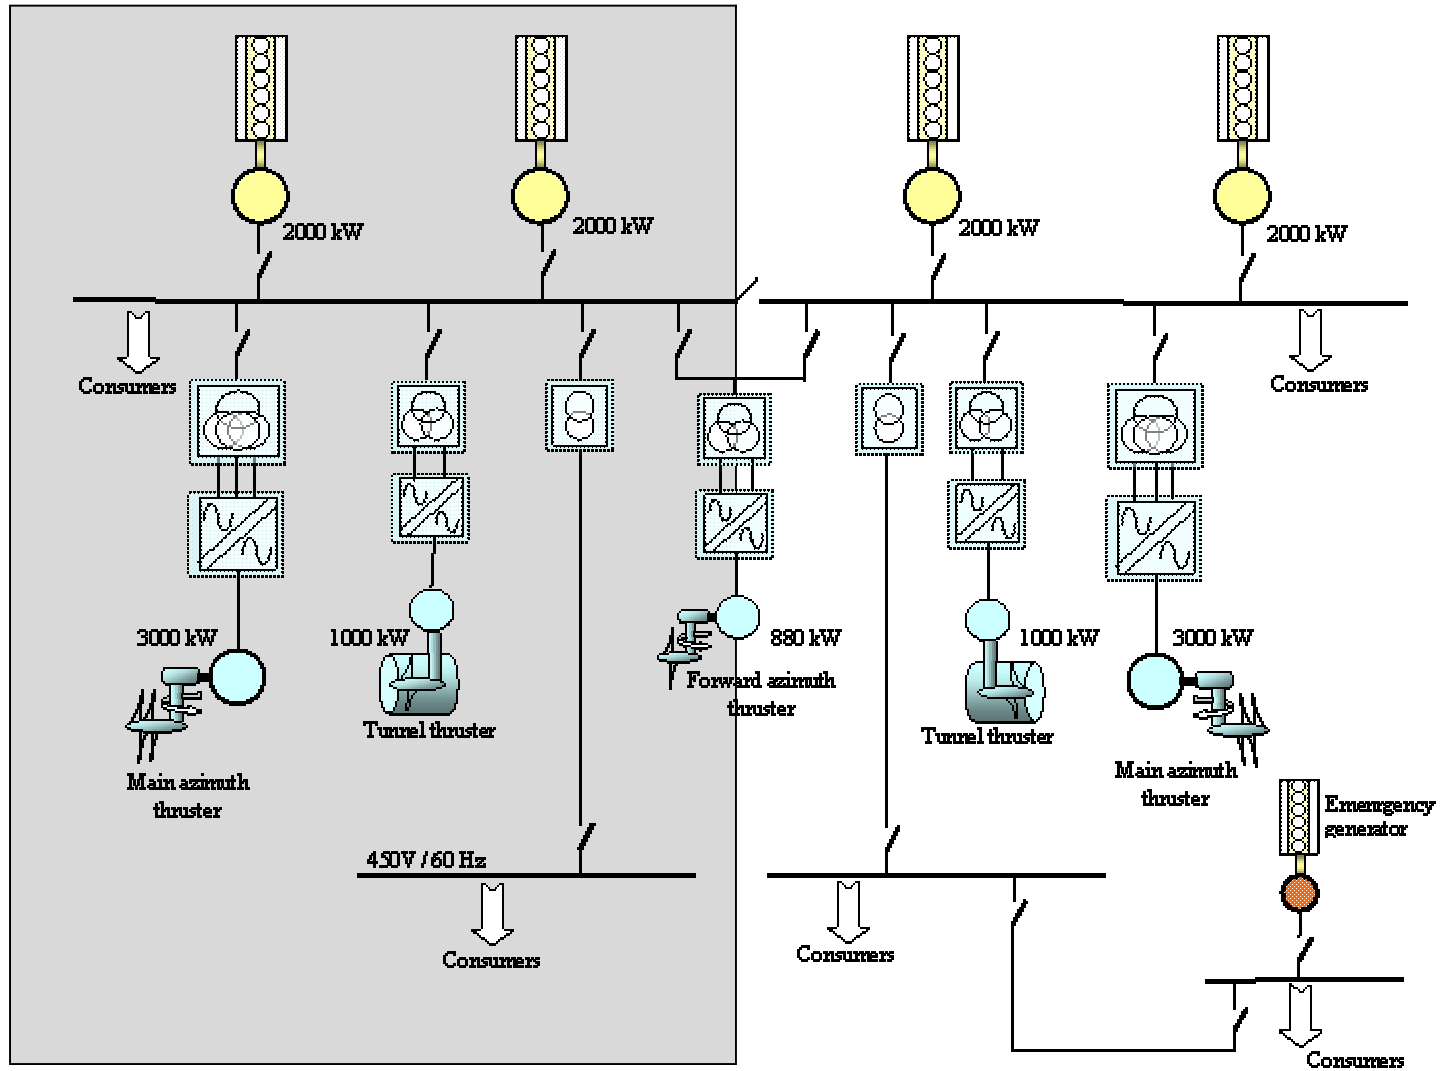 2000 kW
2000 kW
2000 kW
2000 kW
Consumers
Consumers
3000 kW
1000 kW
880 kW
1000 kW
3000 kW
Forward azimuth
thruster
Tunnel thruster
Tunnel thruster
Main azimuth
thruster
Main azimuth
thruster
Emenrgency
generator
450V / 60 Hz
Consumers
Consumers
Consumers